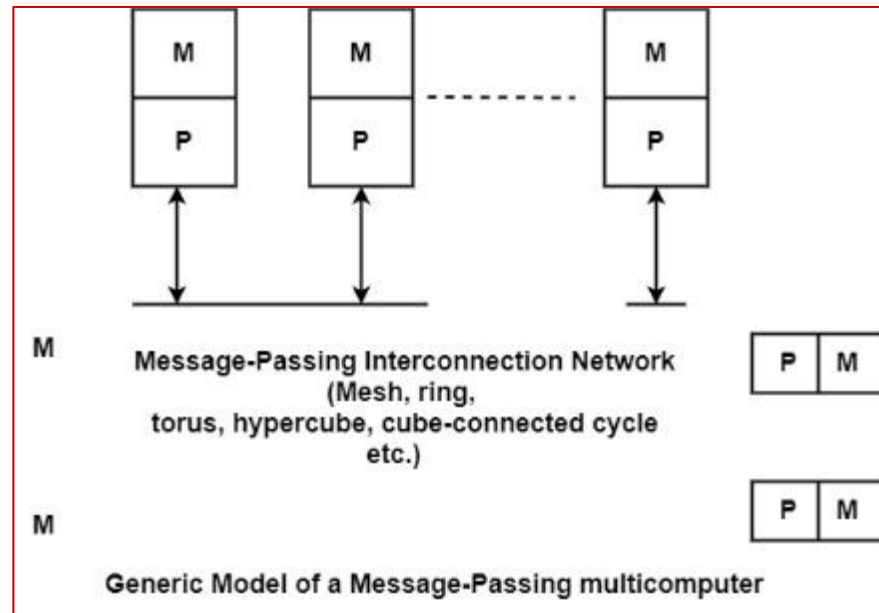 M M M
P P P
M
Message-Passing Interconnection Network
(Mesh, ring,
torus, hypercube, cube-connected cycle
etc.)
P M
M
P M
Generic Model of a Message-Passing multicomputer